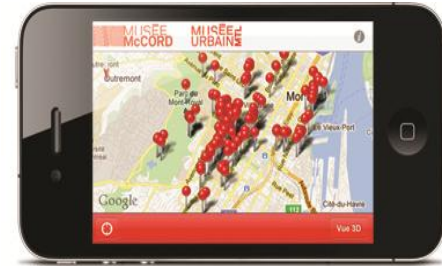 MUSÉE
McCORD
MUSÉE
URBAIN MTL
Outremont
Parc du
Mont-Royal
Le Vieux-Port
Google
Rue
Cité-du-Havre
Vue 3D